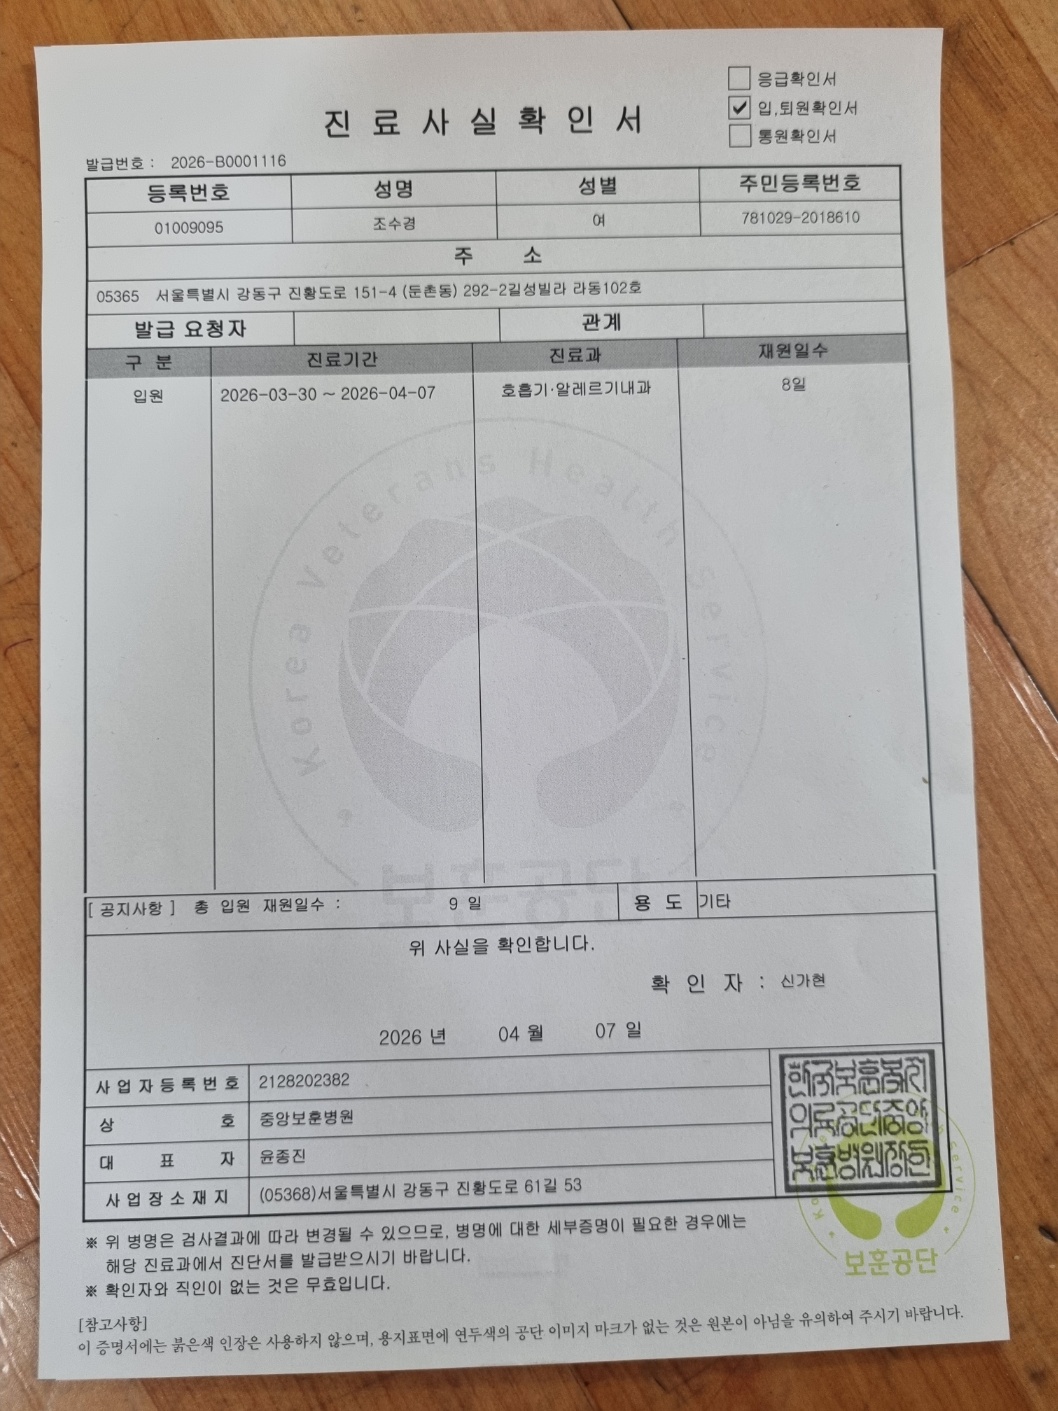 응급확인서
✔ 입,퇴원확인서
통원확인서
진료사실확인서
발급번호 : 2026-B0001116
등록번호 성명 성별 주민등록번호
01009095 조수경 여 781029-2018610
주 소
05365 서울특별시 강동구 진황도로 151-4 (둔촌동) 292-2길성빌라 라동102호
발급 요청자 관계
구 분 진료기간 진료과 재원일수
입원 2026-03-30 ~ 2026-04-07 호흡기·알레르기내과 8일
Korea Veterans Health Service
보훈공단
[ 공지사항 ] 총 입원 재원일수 : 9 일 용 도 기타
위 사실을 확인합니다.
확 인 자 : 신가현
2026 년 04 월 07 일
사업자등록번호 2128202382
상 호 중앙보훈병원
대 표 자 윤종진
사업장소재지 (05368)서울특별시 강동구 진황도로 61길 53
한국보훈복지
의료공단중앙
보훈병원장인
보훈공단
※ 위 병명은 검사결과에 따라 변경될 수 있으므로, 병명에 대한 세부증명이 필요한 경우에는
해당 진료과에서 진단서를 발급받으시기 바랍니다.
※ 확인자와 직인이 없는 것은 무효입니다.
[참고사항]
이 증명서에는 붉은색 인장은 사용하지 않으며, 용지표면에 연두색의 공단 이미지 마크가 없는 것은 원본이 아님을 유의하여 주시기 바랍니다.